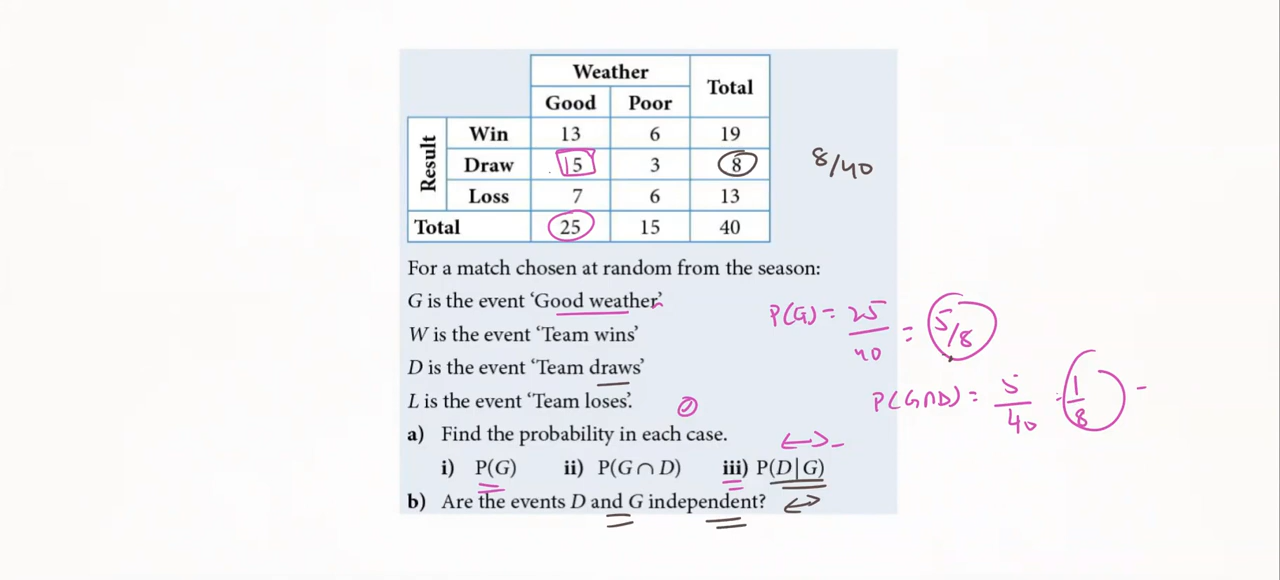 Weather
Total
Good Poor
Result
Win 13 6 19
Draw 5 3 8
Loss 7 6 13
Total 25 15 40
8/40
For a match chosen at random from the season:
G is the event ‘Good weather’
W is the event ‘Team wins’
D is the event ‘Team draws’
L is the event ‘Team loses’.
P(G) = 25/40 = 5/8
P(G∩D) = 5/40 = 1/8
a) Find the probability in each case.
i) P(G) ii) P(G ∩ D) iii) P(D|G)
b) Are the events D and G independent?